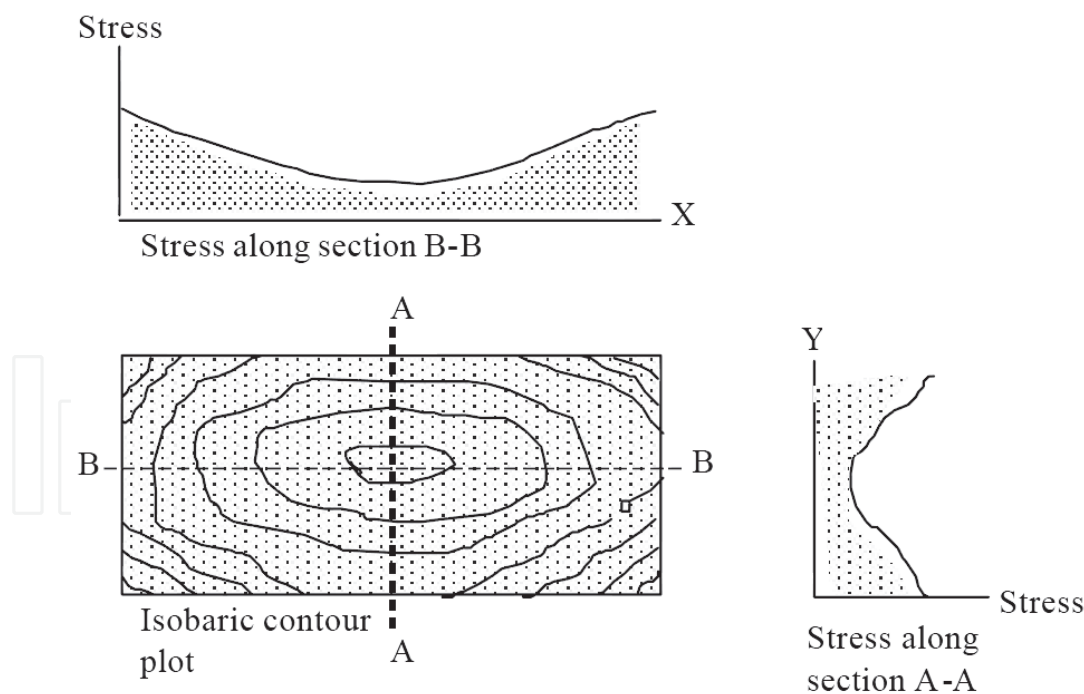 Stress
X
Stress along section B-B
A
Y
B
B
Stress
Isobaric contour
plot
A
Stress along
section A-A